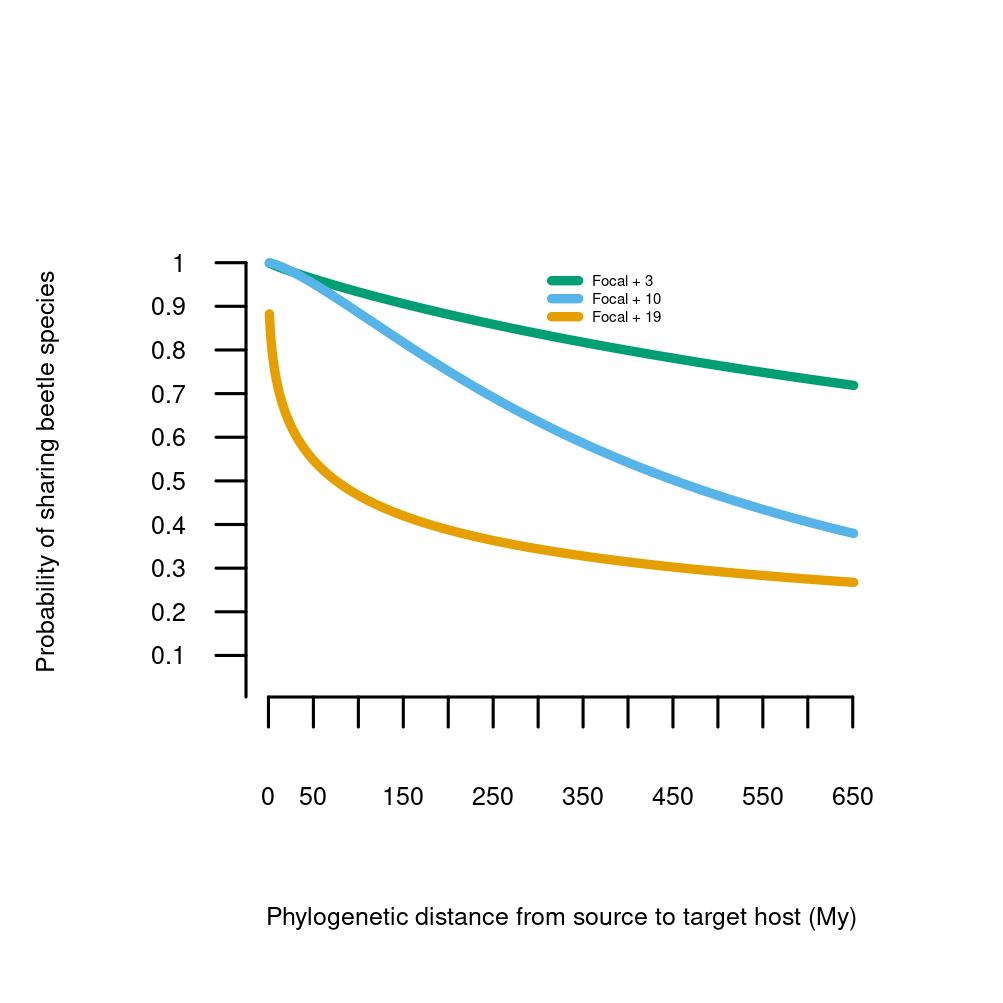 Probability of sharing beetle species
1
0.9
0.8
0.7
0.6
0.5
0.4
0.3
0.2
0.1
Focal + 3
Focal + 10
Focal + 19
0 50 150 250 350 450 550 650
Phylogenetic distance from source to target host (My)